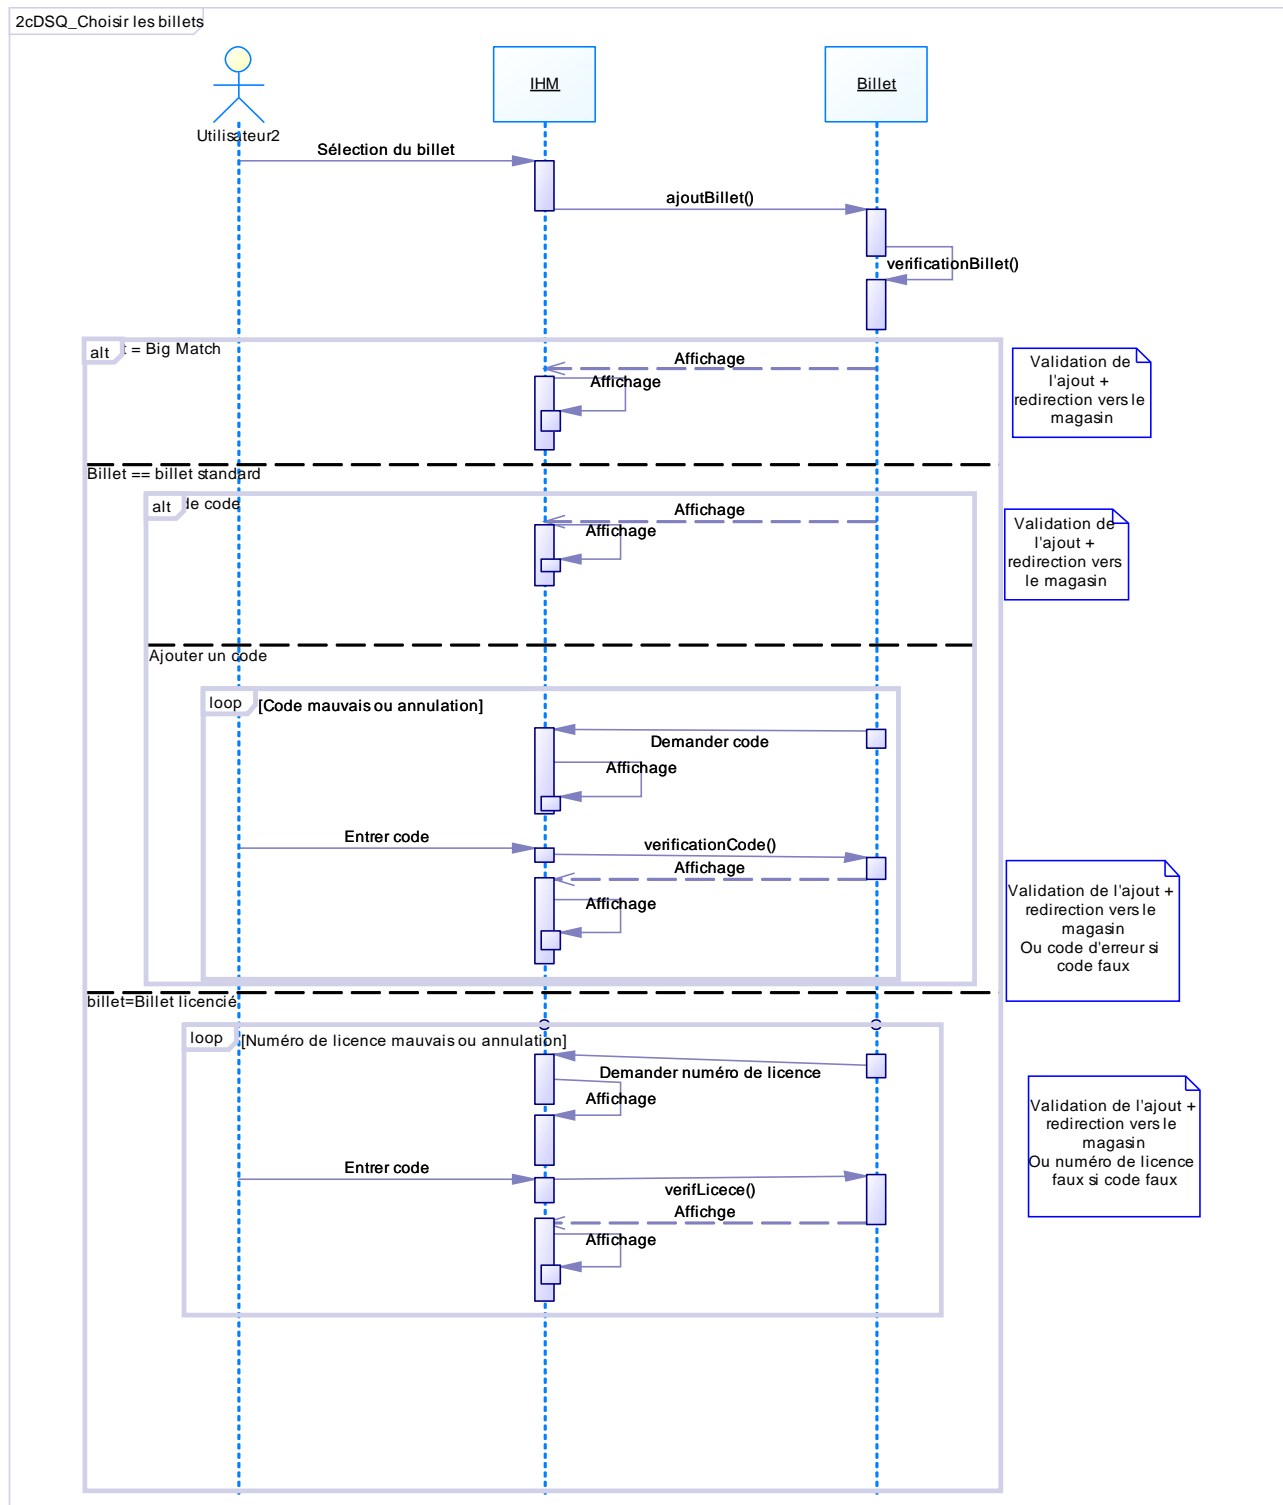 2cDSQ_Choisir les billets
IHM
Billet
Utilisateur2
Sélection du billet
ajoutBillet()
verificationBillet()
alt
= Big Match
Affichage
Affichage
Validation de
l'ajout +
redirection vers le
magasin
Billet == billet standard
alt
de code
Affichage
Affichage
Validation de
l'ajout +
redirection vers
le magasin
Ajouter un code
loop
[Code mauvais ou annulation]
Demander code
Affichage
Entrer code
verificationCode()
Affichage
Affichage
Validation de l'ajout +
redirection vers le
magasin
Ou code d'erreur si
code faux
billet=Billet licencié
loop
[Numéro de licence mauvais ou annulation]
Demander numéro de licence
Affichage
Validation de l'ajout +
redirection vers le
magasin
Ou numéro de licence
faux si code faux
Entrer code
verifLicece()
Affichge
Affichage